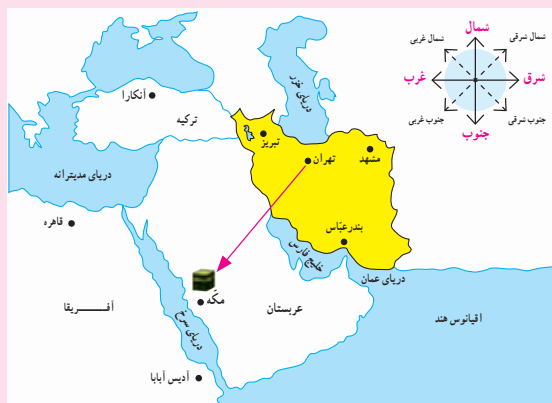 شمال
شمال شرقی
شمال غربی
شرق
غرب
جنوب شرقی
جنوب غربی
جنوب
دریای خزر
آنکارا
ترکیه
تبریز
تهران
مشهد
دریای مدیترانه
قاهره
بندرعبّاس
خلیج فارس
دریای عمان
مکّه
عربستان
اقیانوس هند
آفـــریقا
دریای سرخ
آدیس آبابا